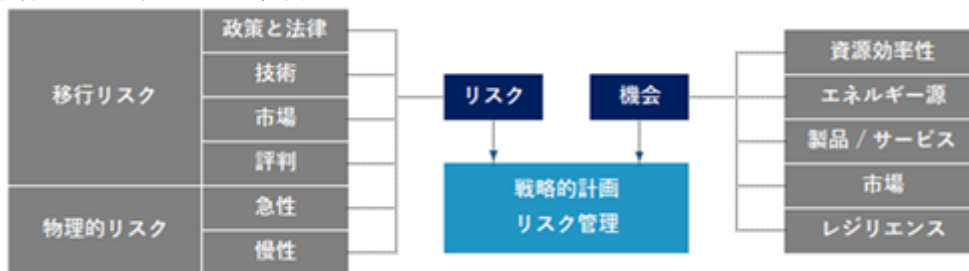 移行リスク
政策と法律
技術
市場
評判
物理的リスク
急性
慢性
リスク
機会
戦略的計画
リスク管理
資源効率性
エネルギー源
製品 / サービス
市場
レジリエンス